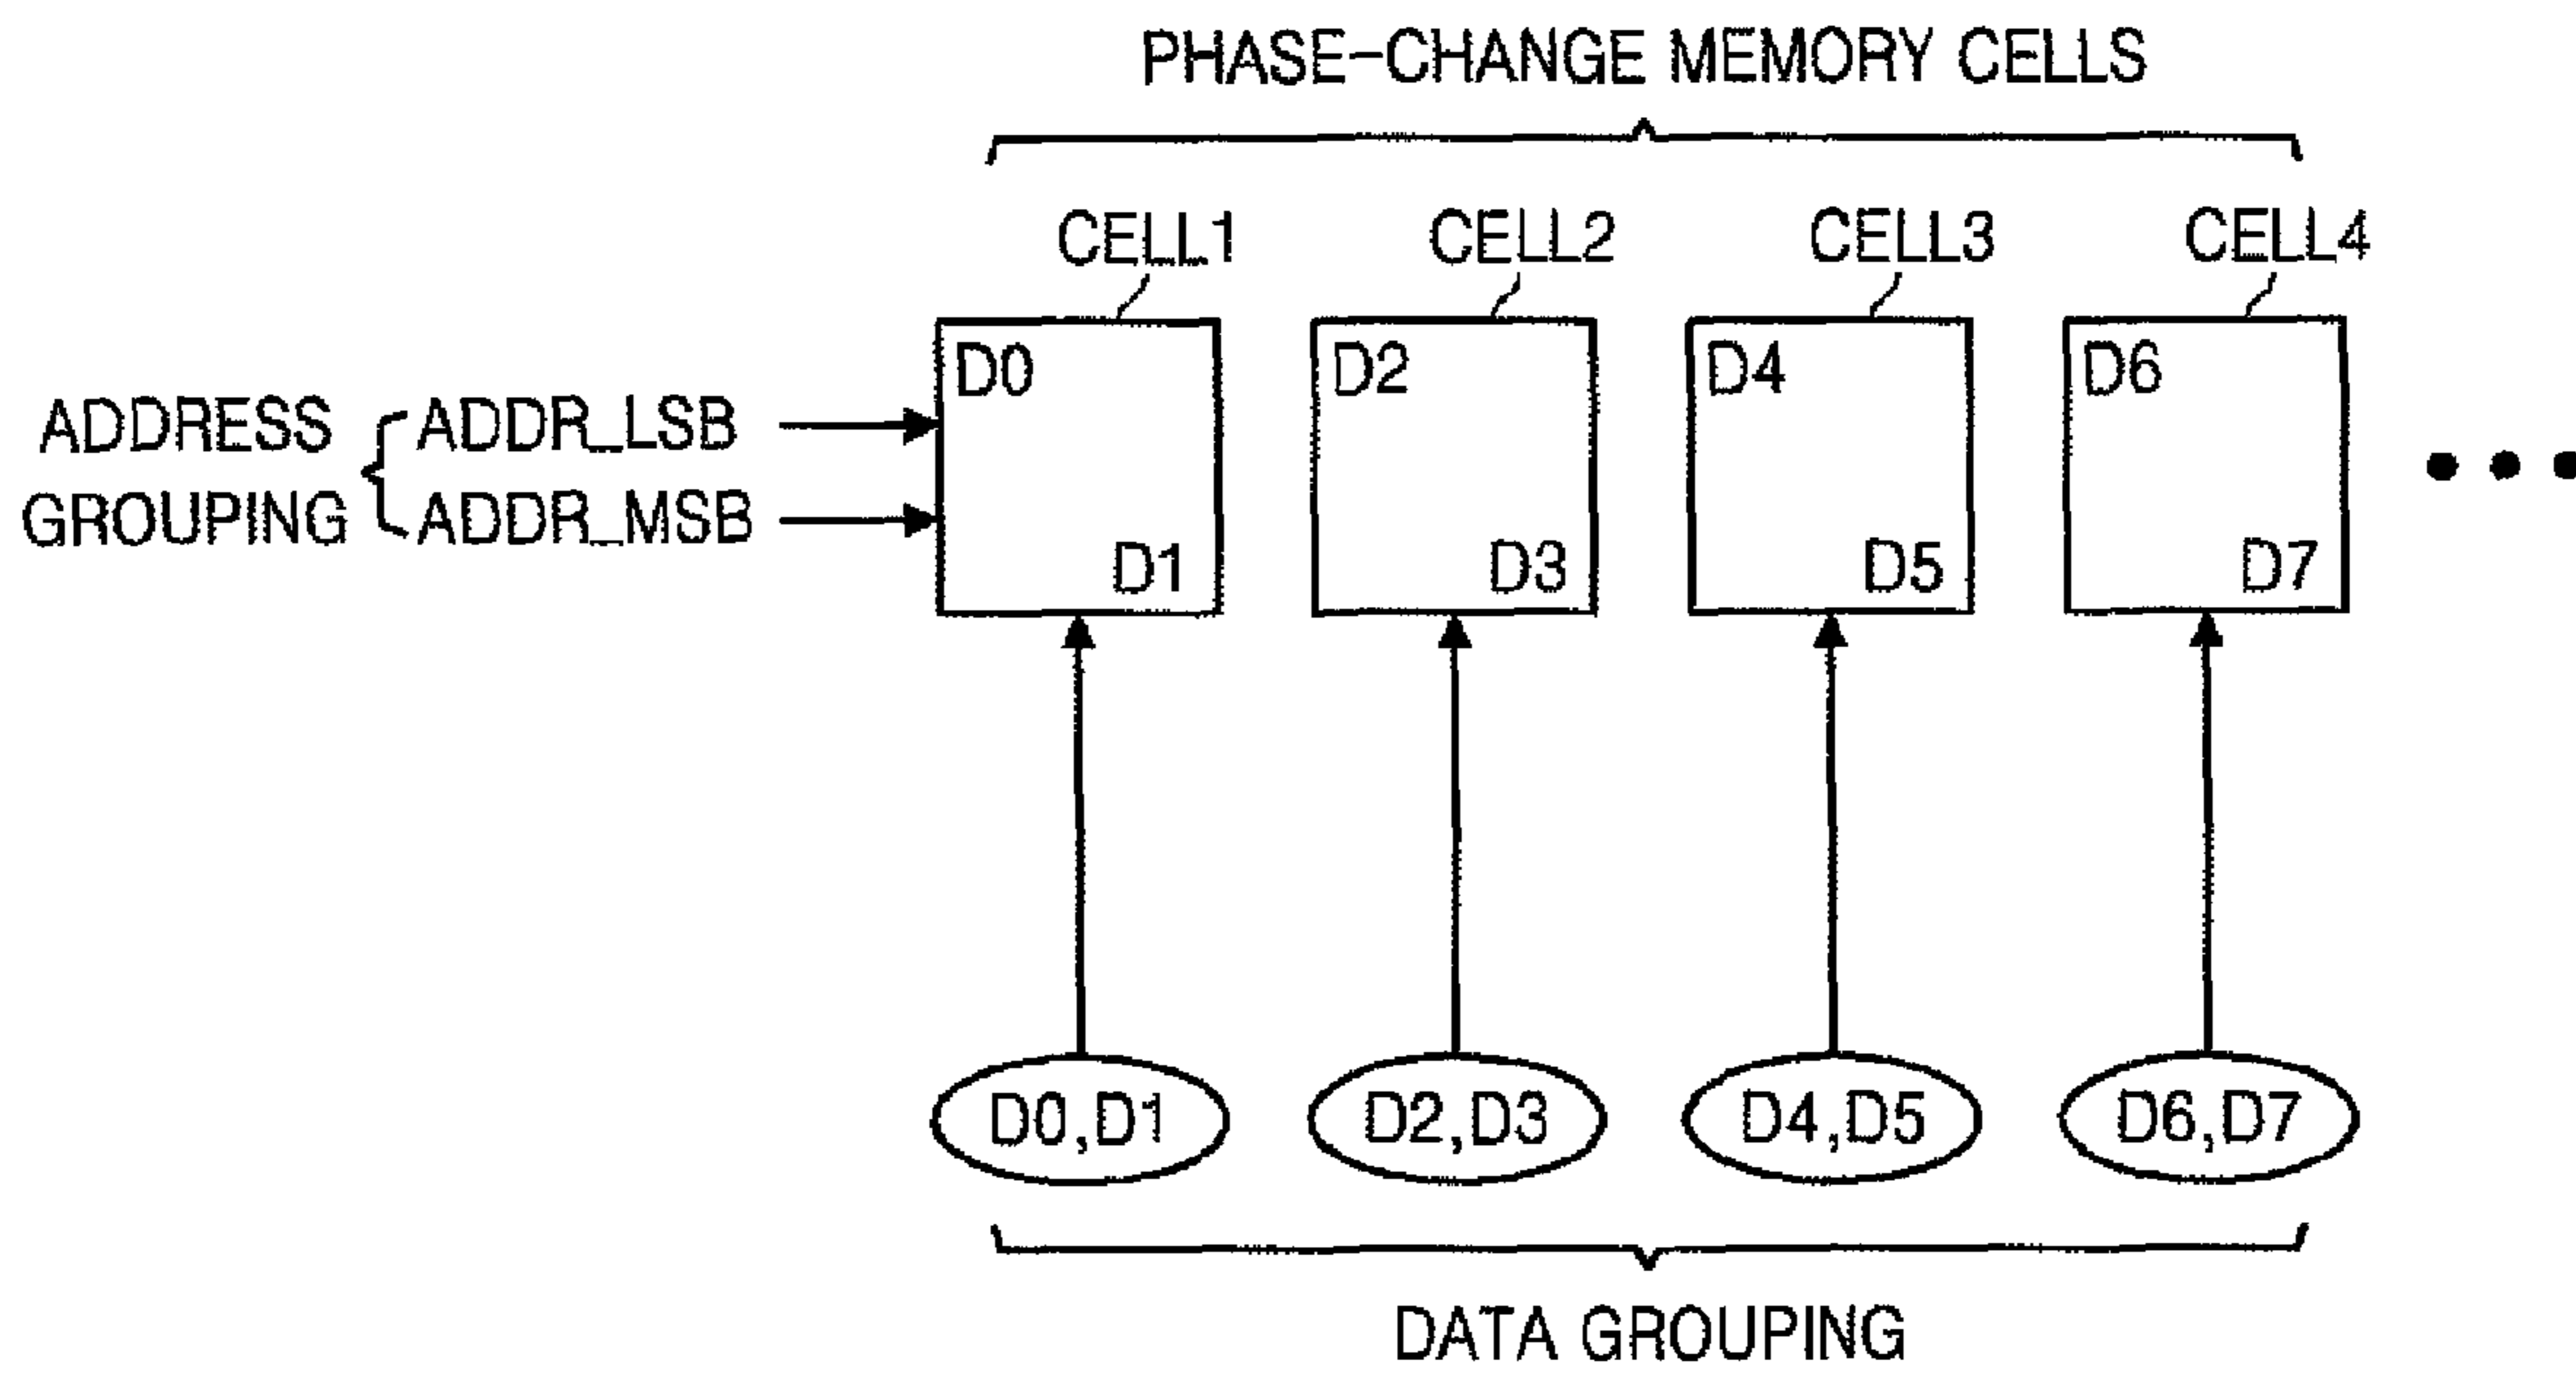 PHASE-CHANGE MEMORY CELLS
CELL1 CELL2 CELL3 CELL4
D0 D2 D4 D6
ADDRESS GROUPING
ADDR_LSB
ADDR_MSB
D1 D3 D5 D7
D0,D1 D2,D3 D4,D5 D6,D7
DATA GROUPING